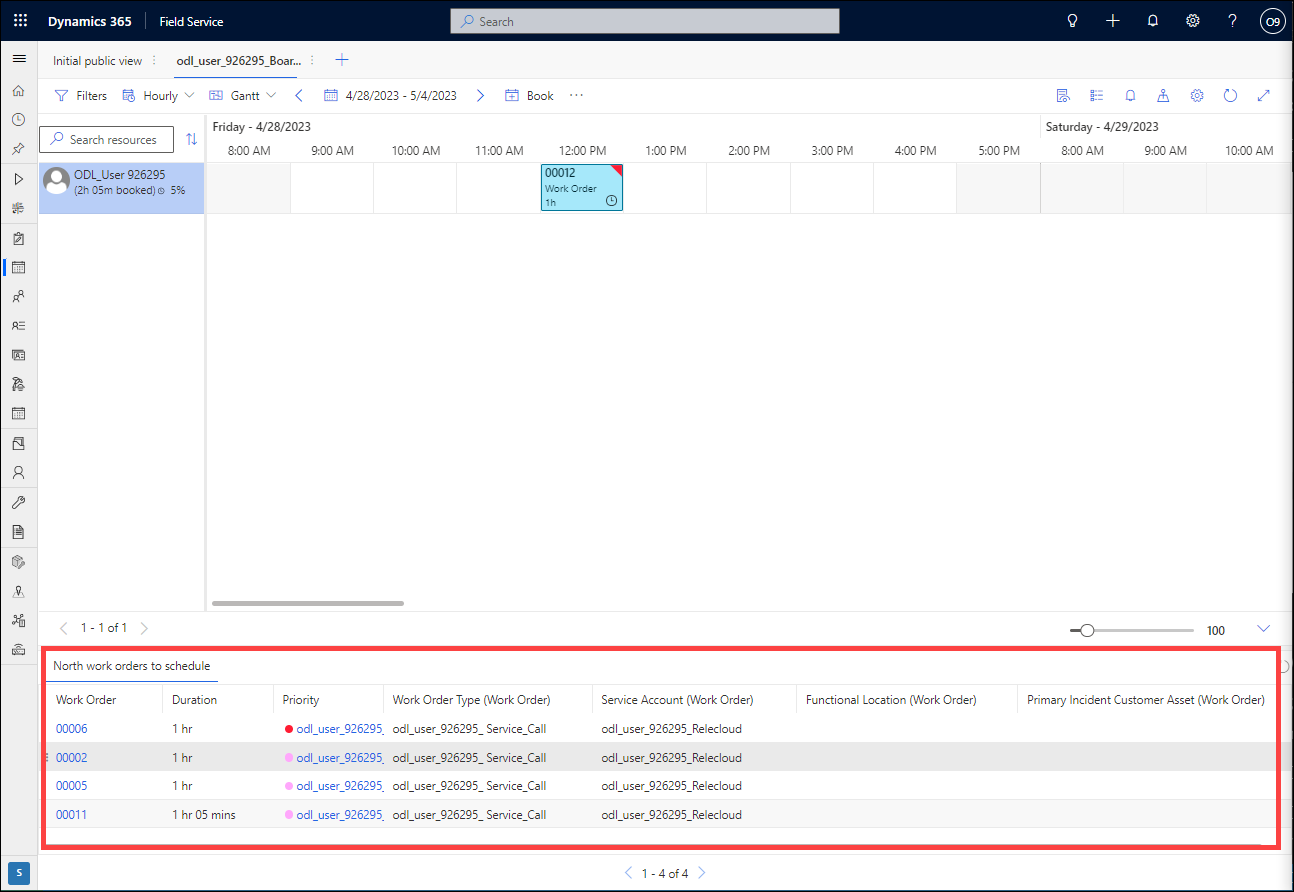 Dynamics 365 Field Service Search O9
Initial public view odl_user_926295_Boar...
Filters Hourly Gantt 4/28/2023 - 5/4/2023 Book ...
Search resources Friday - 4/28/2023 Saturday - 4/29/2023
8:00 AM 9:00 AM 10:00 AM 11:00 AM 12:00 PM 1:00 PM 2:00 PM 3:00 PM 4:00 PM 5:00 PM 8:00 AM 9:00 AM 10:00 AM
ODL_User 926295
(2h 05m booked) 5%
00012
Work Order
1h
1 - 1 of 1 100
North work orders to schedule
Work Order Duration Priority Work Order Type (Work Order) Service Account (Work Order) Functional Location (Work Order) Primary Incident Customer Asset (Work Order)
00006 1 hr odl_user_926295_ odl_user_926295_ Service_Call odl_user_926295_Relecloud
00002 1 hr odl_user_926295_ odl_user_926295_ Service_Call odl_user_926295_Relecloud
00005 1 hr odl_user_926295_ odl_user_926295_ Service_Call odl_user_926295_Relecloud
00011 1 hr 05 mins odl_user_926295_ odl_user_926295_ Service_Call odl_user_926295_Relecloud
S 1 - 4 of 4